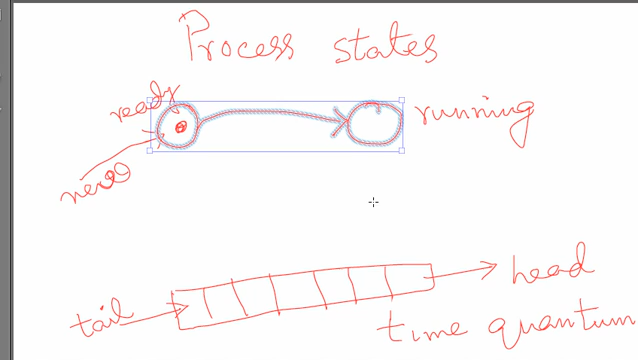 Process states
ready
running
new
head
tail
time quantum